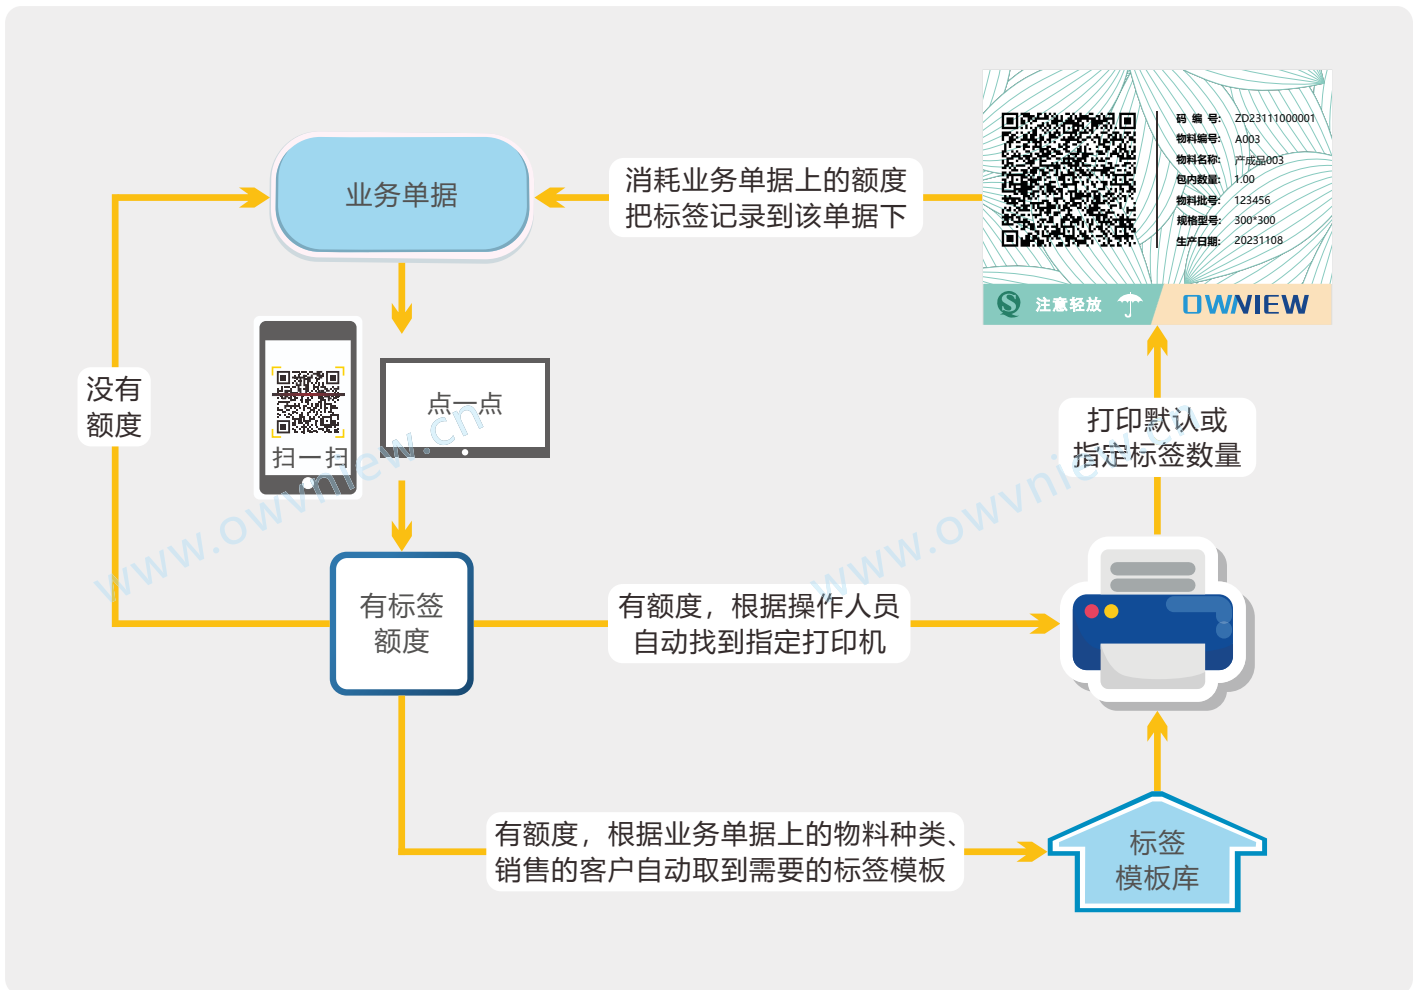 业务单据
消耗业务单据上的额度
把标签记录到该单据下
码 编 号: ZD23111000001
物料编号: A003
物料名称: 产成品003
包内数量: 1.00
物料批号: 123456
规格型号: 300*300
生产日期: 20231108
注意轻放
OWNIEW
没有
额度
扫一扫
点一点
打印默认或
指定标签数量
www.owvniew.cn
www.owvniew.cn
有标签
额度
有额度，根据操作人员
自动找到指定打印机
有额度，根据业务单据上的物料种类、
销售的客户自动取到需要的标签模板
标签
模板库